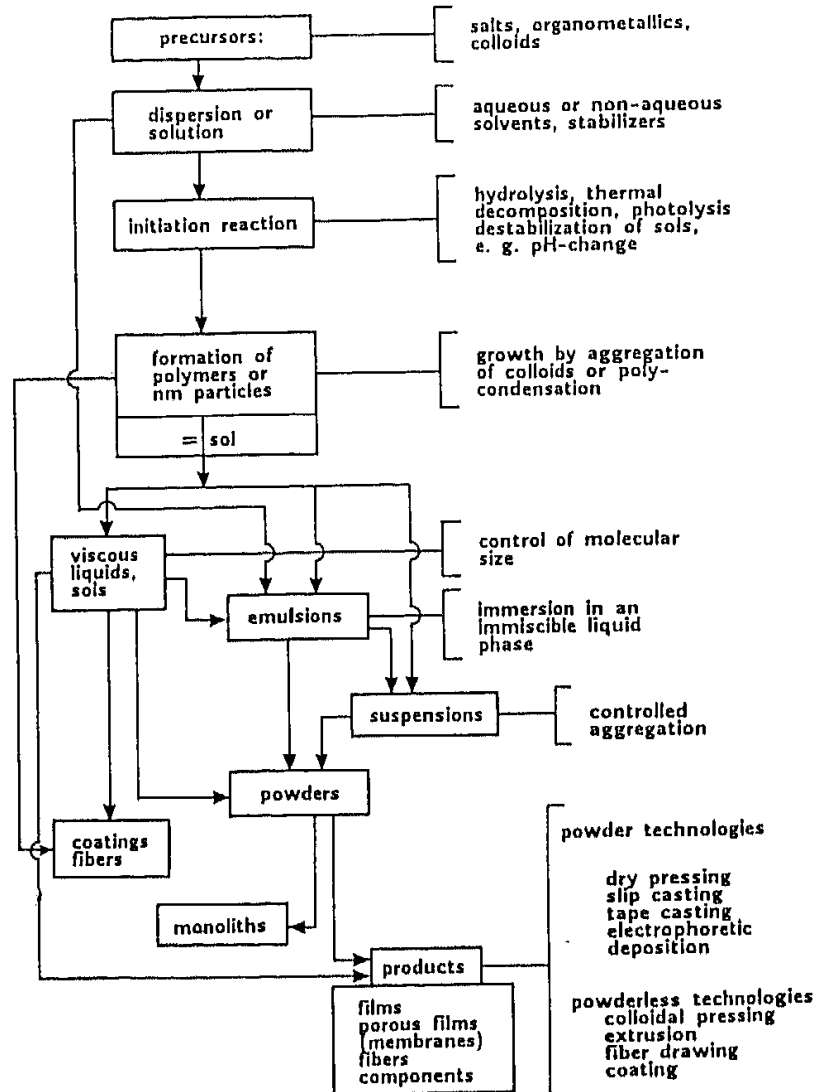 precursors:
salts, organometallics,
colloids
dispersion or
solution
aqueous or non-aqueous
solvents, stabilizers
initiation reaction
hydrolysis, thermal
decomposition, photolysis
destabilization of sols,
e. g. pH-change
formation of
polymers or
nm particles
= sol
growth by aggregation
of colloids or poly-
condensation
viscous
liquids,
sols
control of molecular
size
emulsions
immersion in an
immiscible liquid
phase
suspensions
controlled
aggregation
powders
coatings
fibers
monoliths
products
films
porous films
(membranes)
fibers
components
powder technologies
dry pressing
slip casting
tape casting
electrophoretic
deposition
powderless technologies
colloidal pressing
extrusion
fiber drawing
coating